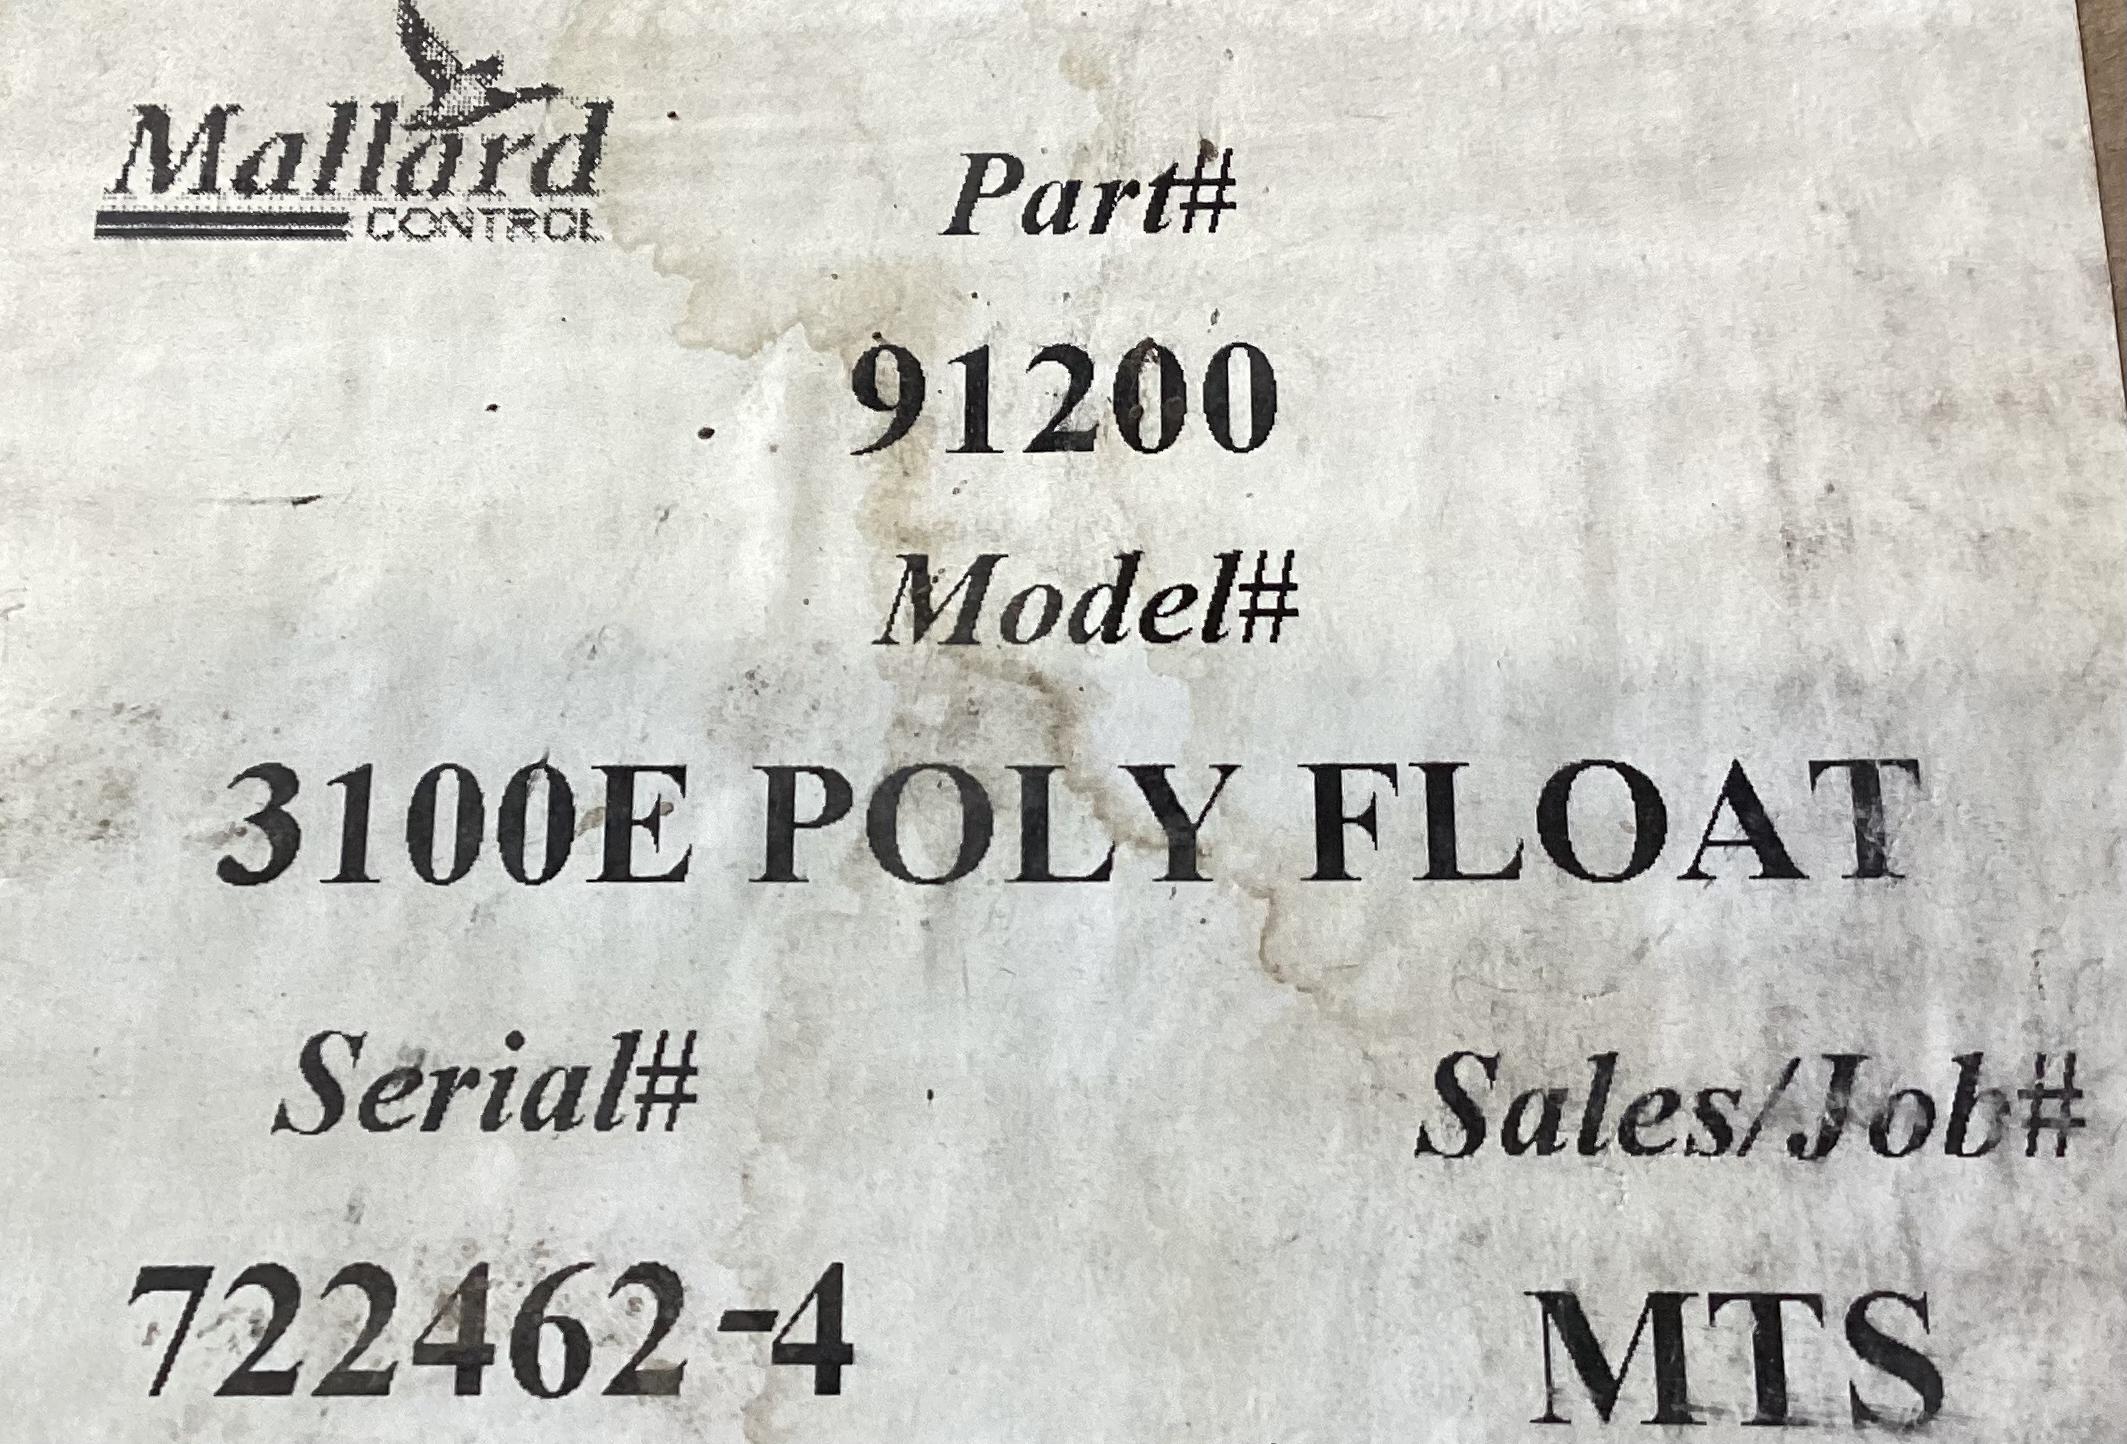 Mallard
CONTROL
Part#
91200
Model#
3100E POLY FLOAT
Serial#
Sales/Job#
722462-4
MTS